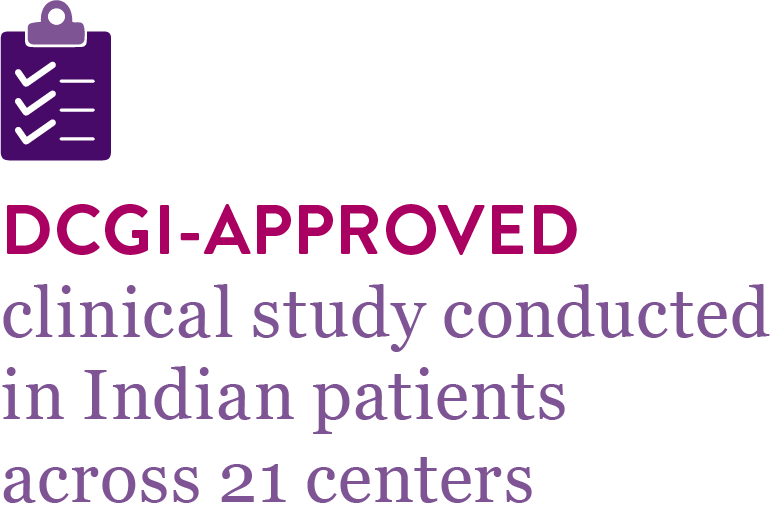 DCGI-APPROVED
clinical study conducted
in Indian patients
across 21 centers